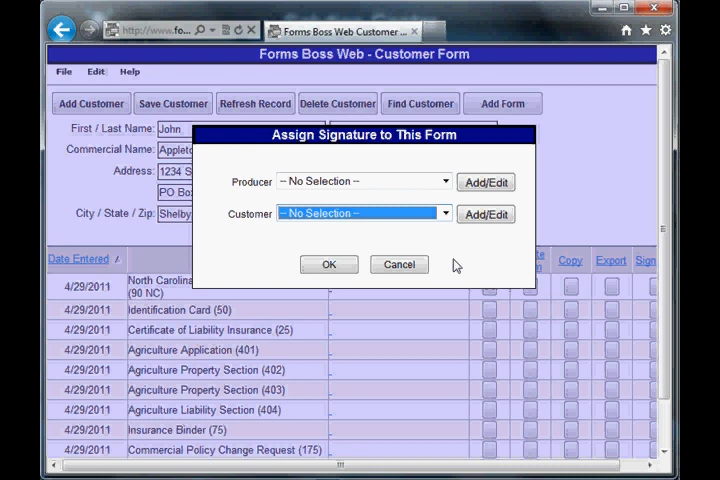 http://www.fo...
Forms Boss Web - Customer ...
Forms Boss Web - Customer Form
File Edit Help
Add Customer Save Customer Refresh Record Delete Customer Find Customer Add Form
First / Last Name: John
Assign Signature to This Form
Commercial Name:
Address: 1234 S
Producer -- No Selection -- Add/Edit
PO Box
City / State / Zip: Shelby
Customer -- No Selection -- Add/Edit
OK Cancel
Date Entered Copy Export Sign
4/29/2011 North Carolina
(90 NC)
4/29/2011 Identification Card (50)
4/29/2011 Certificate of Liability Insurance (25)
4/29/2011 Agriculture Application (401)
4/29/2011 Agriculture Property Section (402)
4/29/2011 Agriculture Property Section (403)
4/29/2011 Agriculture Liability Section (404)
4/29/2011 Insurance Binder (75)
4/29/2011 Commercial Policy Change Request (175)